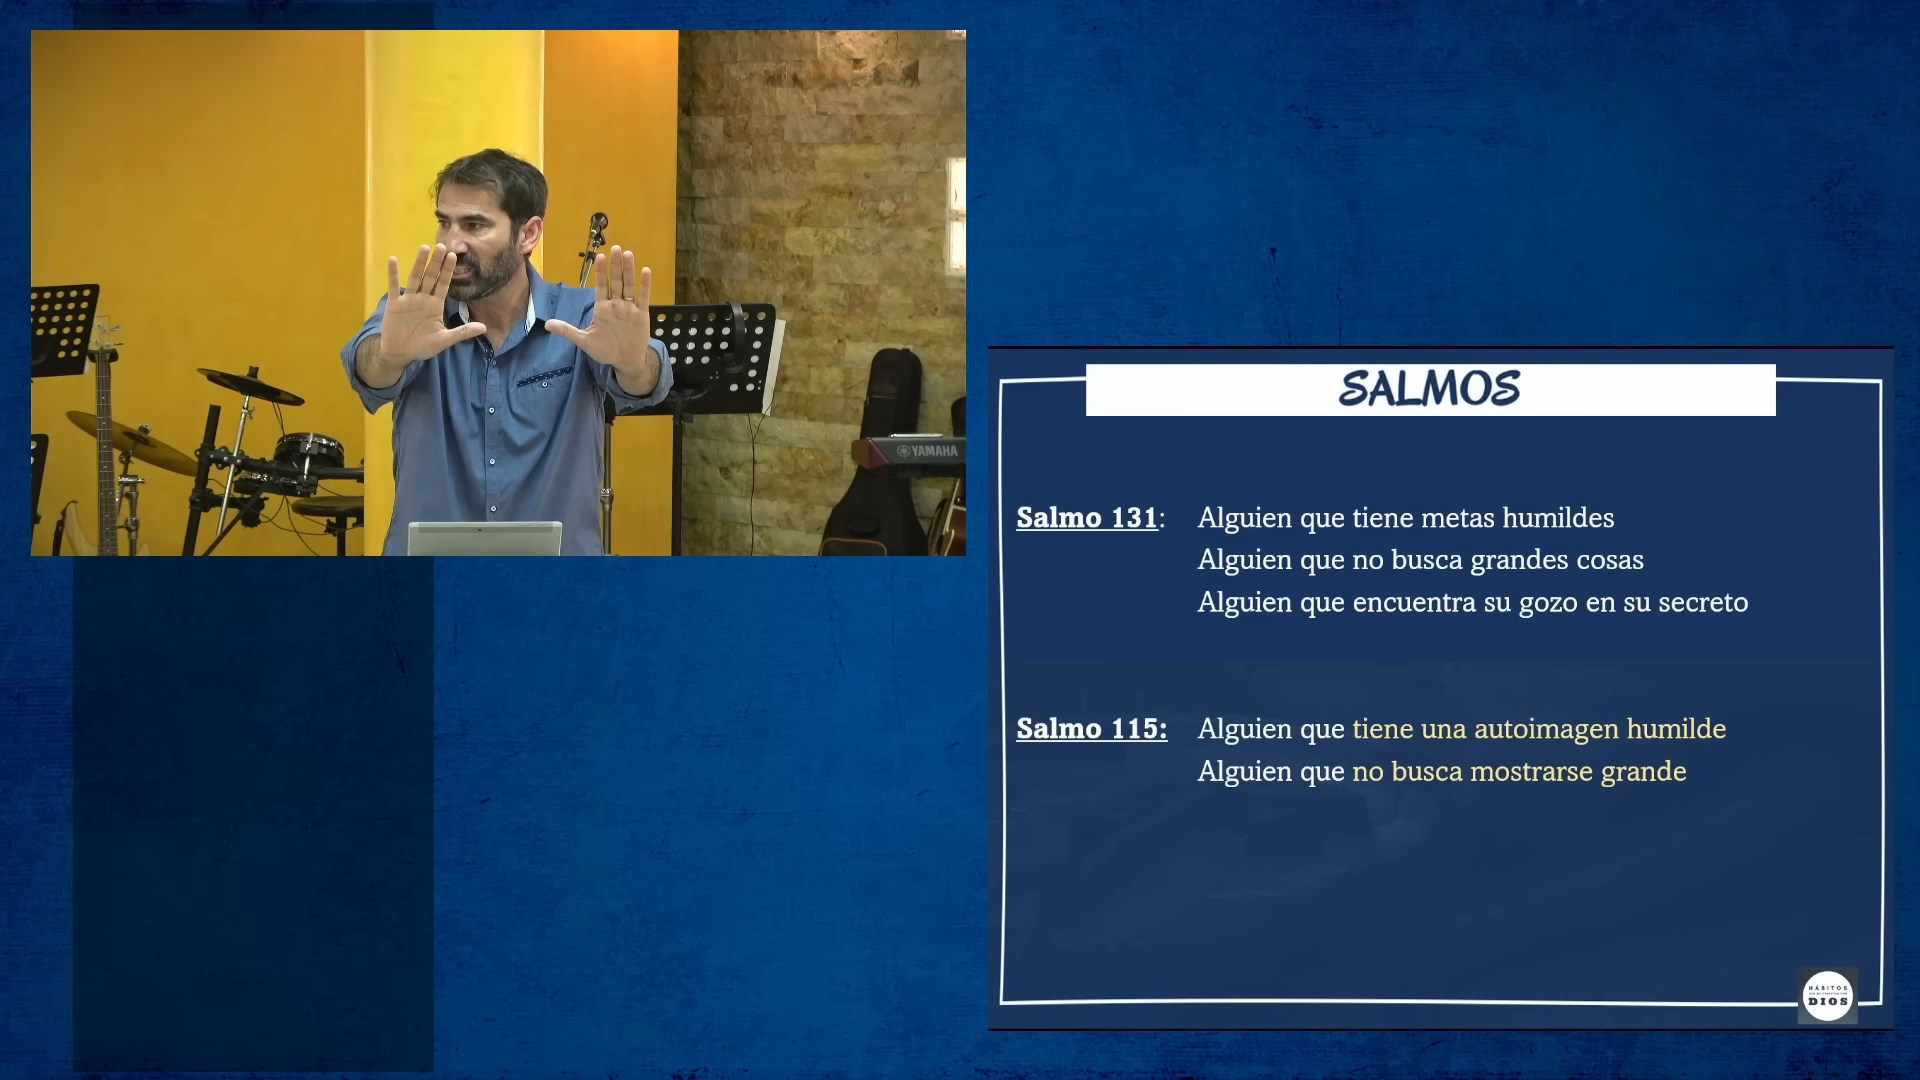 YAMAHA
SALMOS
Salmo 131: Alguien que tiene metas humildes
Alguien que no busca grandes cosas
Alguien que encuentra su gozo en su secreto
Salmo 115: Alguien que tiene una autoimagen humilde
Alguien que no busca mostrarse grande
HÁBITOS
DIOS